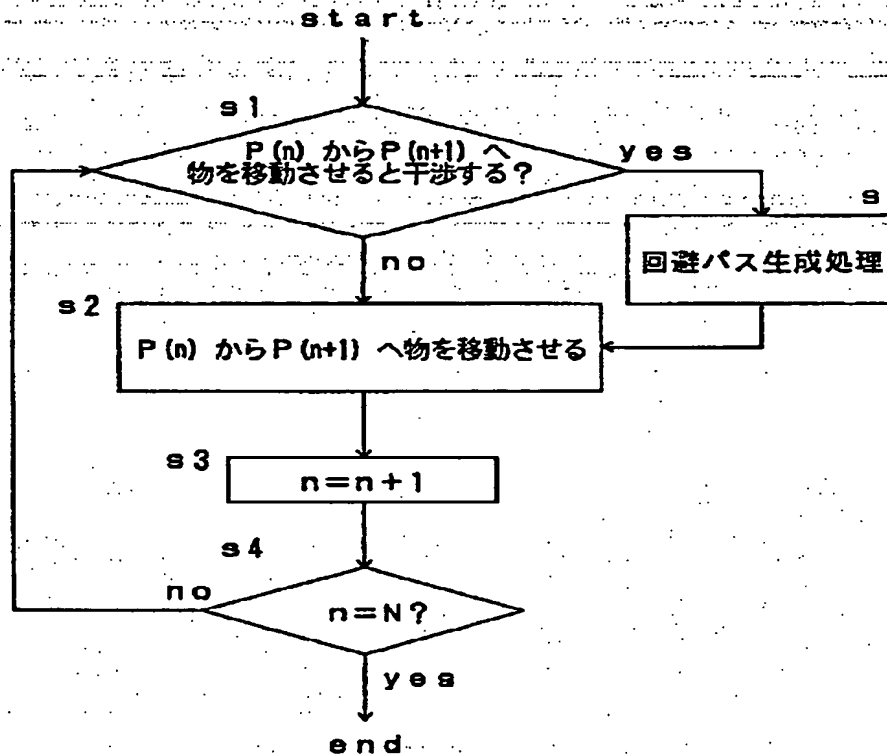 start
s1
P(n) からP(n+1) へ
物を移動させると干渉する？
yes
s
回避パス生成処理
no
s2
P(n) からP(n+1) へ物を移動させる
s3
n=n+1
s4
no
n=N?
yes
end